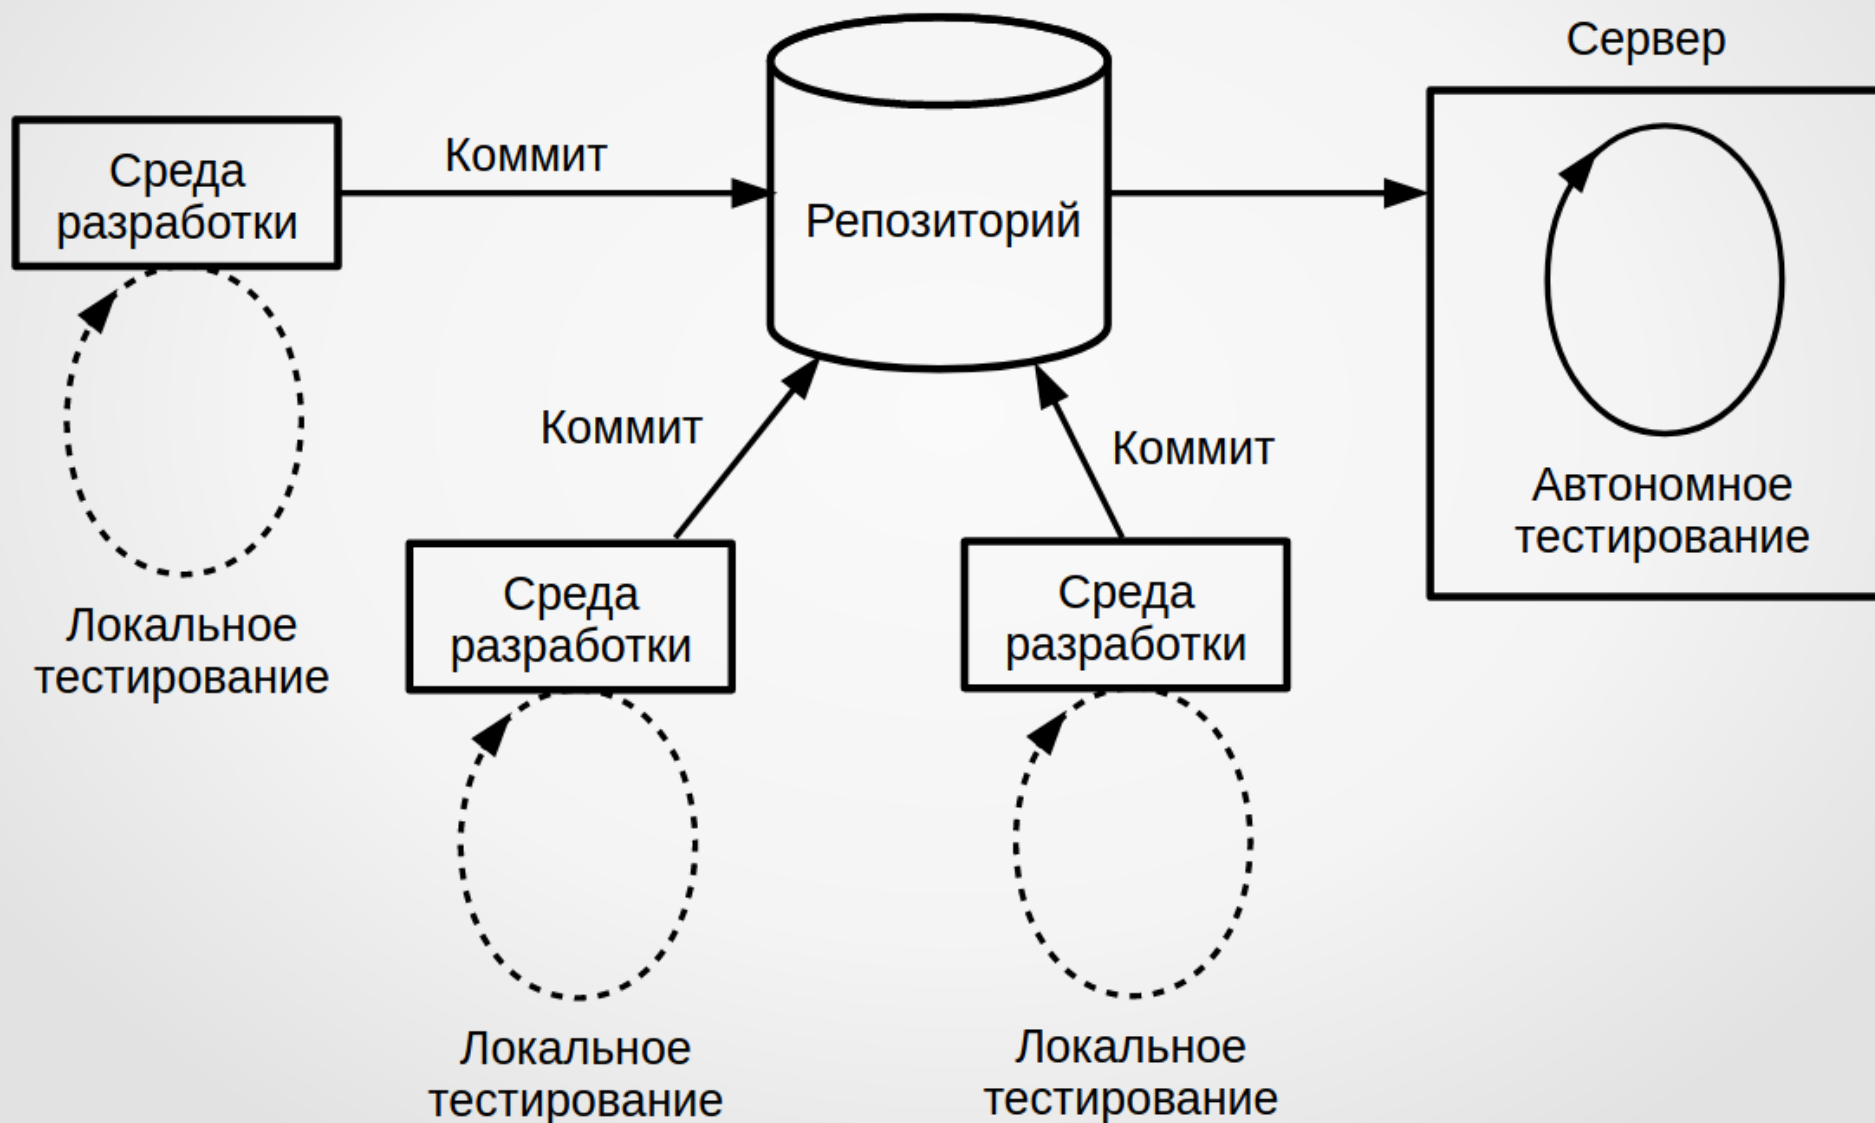 Сервер
Среда
разработки
Коммит
Репозиторий
Коммит
Коммит
Автономное
тестирование
Локальное
тестирование
Среда
разработки
Среда
разработки
Локальное
тестирование
Локальное
тестирование